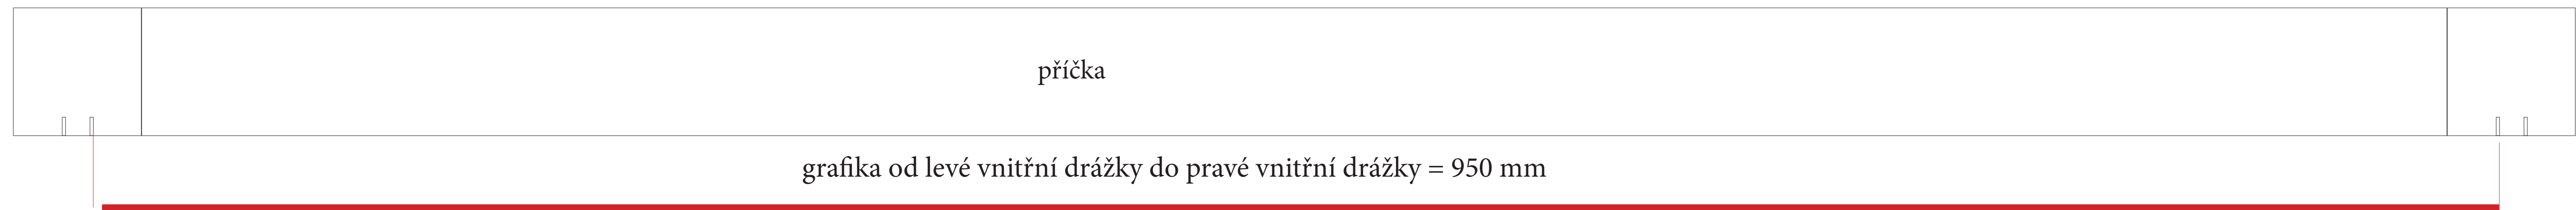 příčka
grafika od levé vnitřní drážky do pravé vnitřní drážky = 950 mm